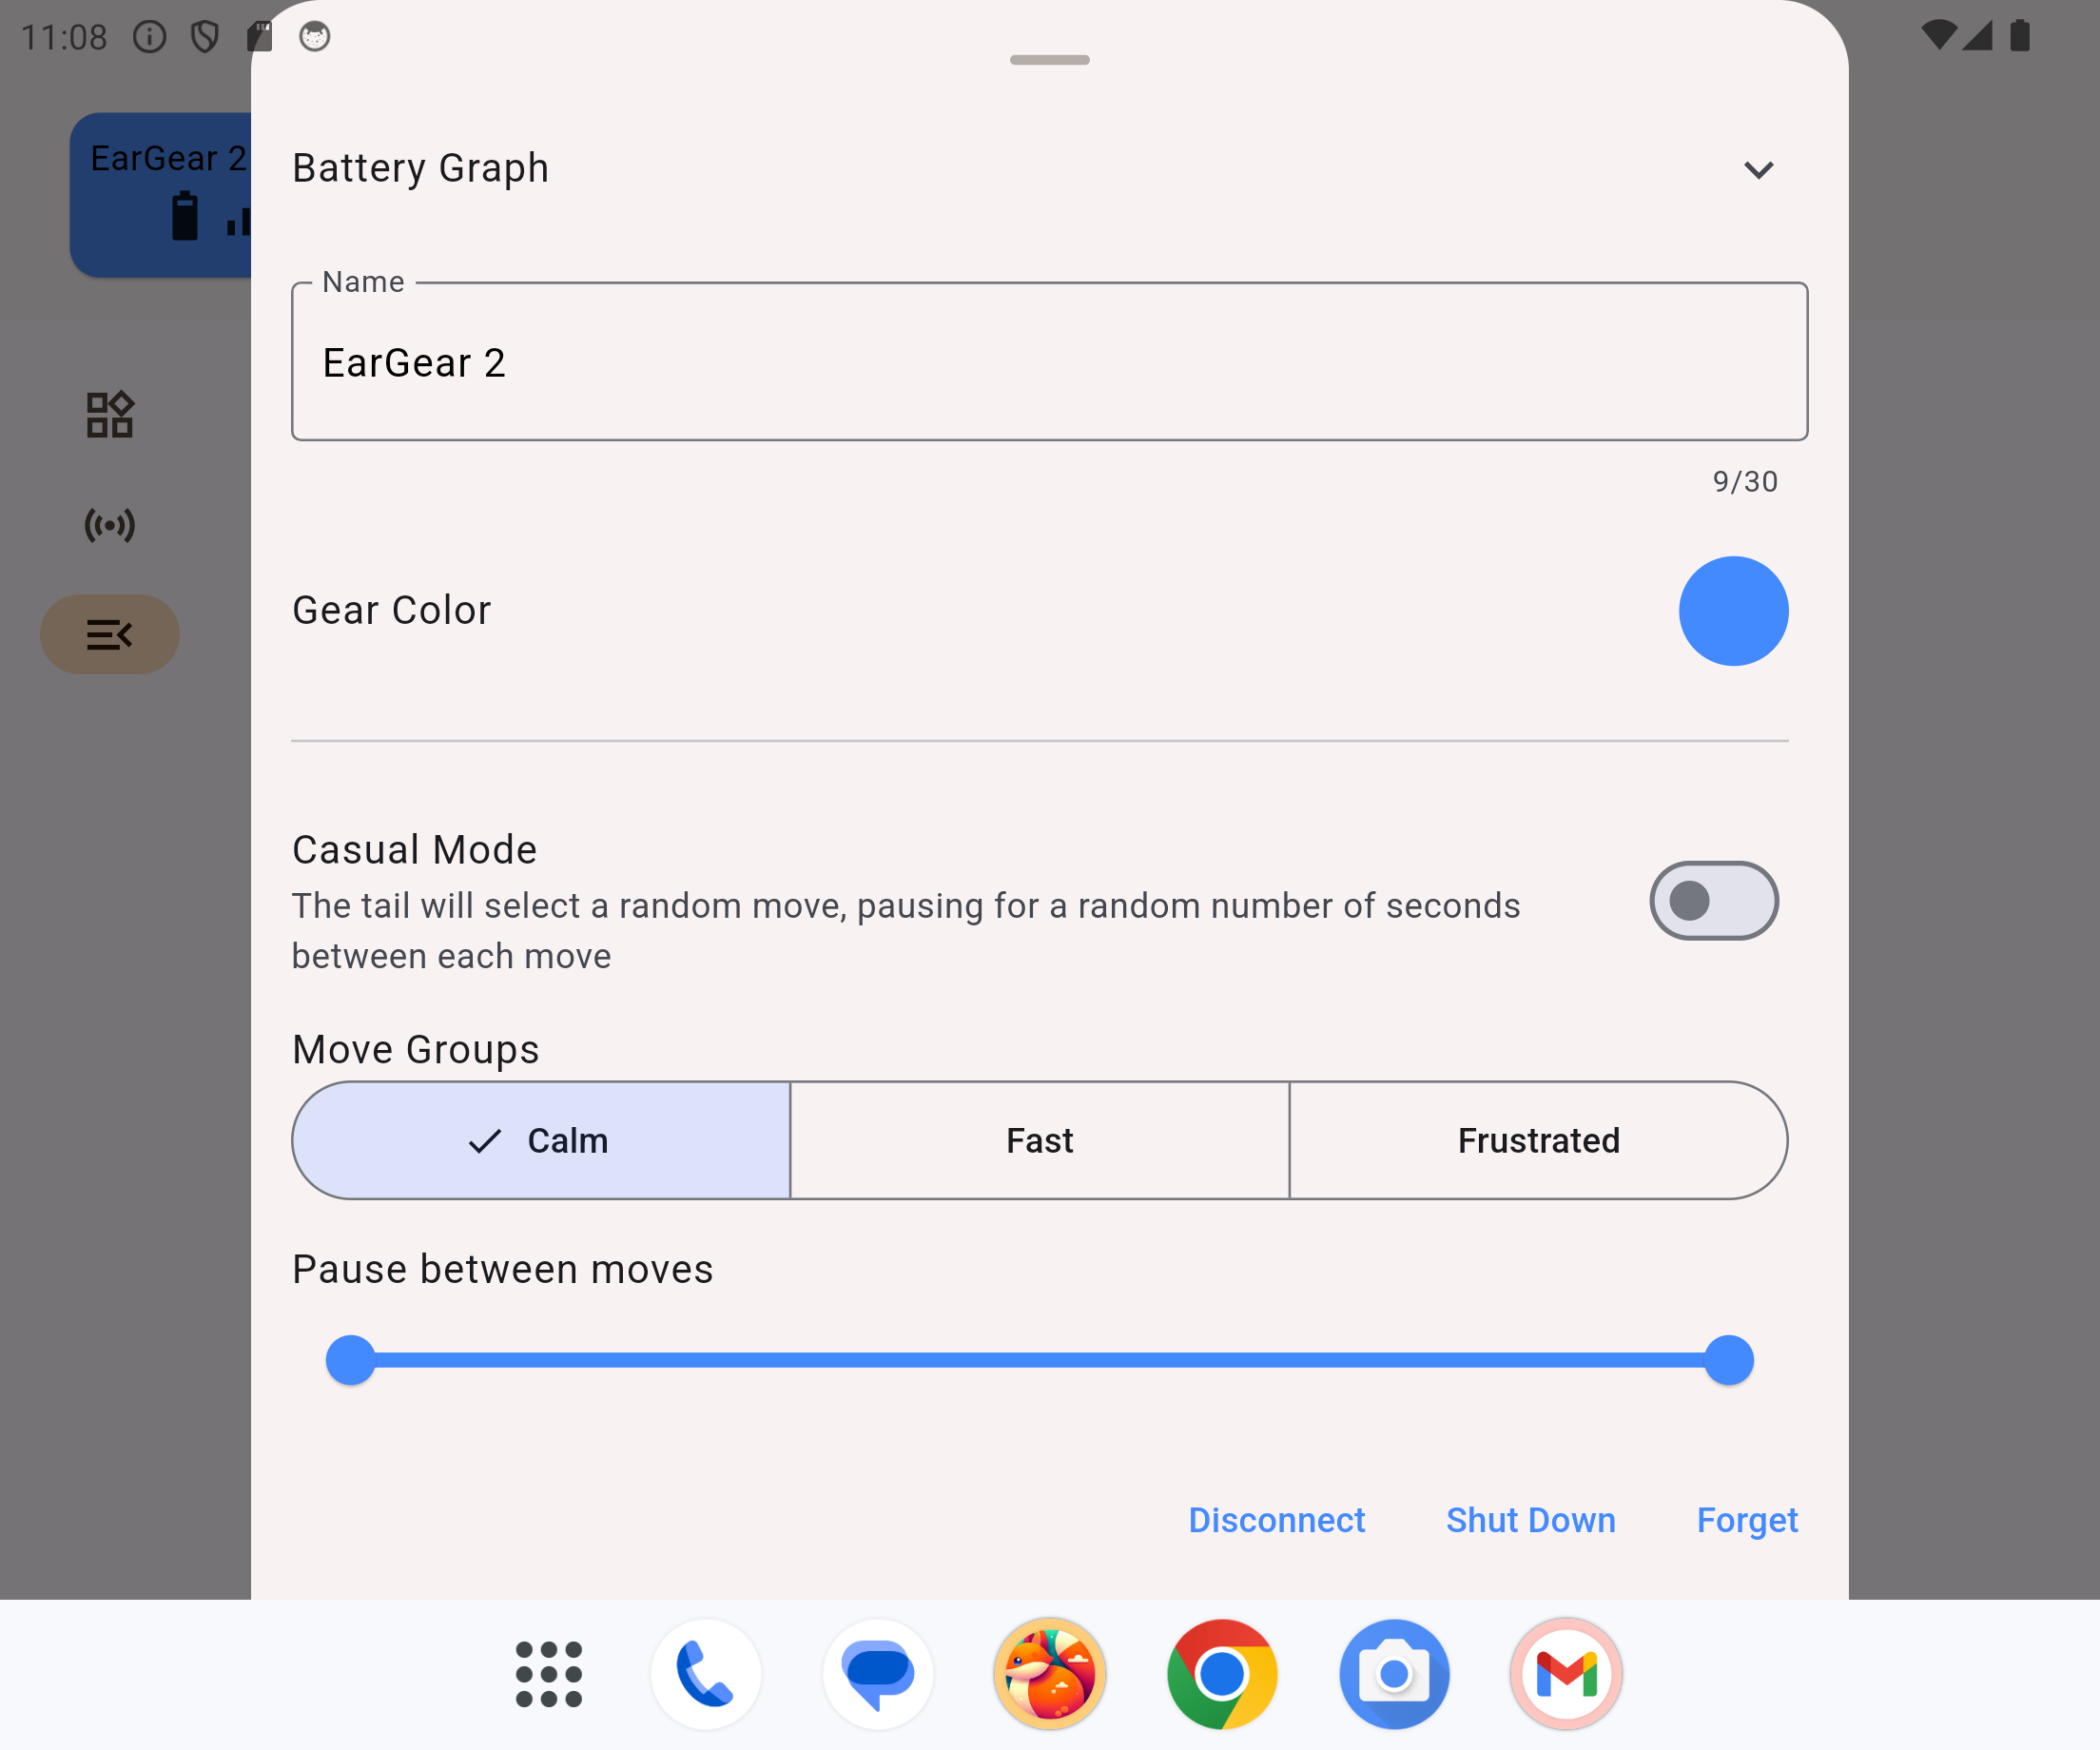 11:08
EarGear 2
Battery Graph
Name
EarGear 2
9/30
Gear Color
Casual Mode
The tail will select a random move, pausing for a random number of seconds
between each move
Move Groups
Calm
Fast
Frustrated
Pause between moves
Disconnect
Shut Down
Forget